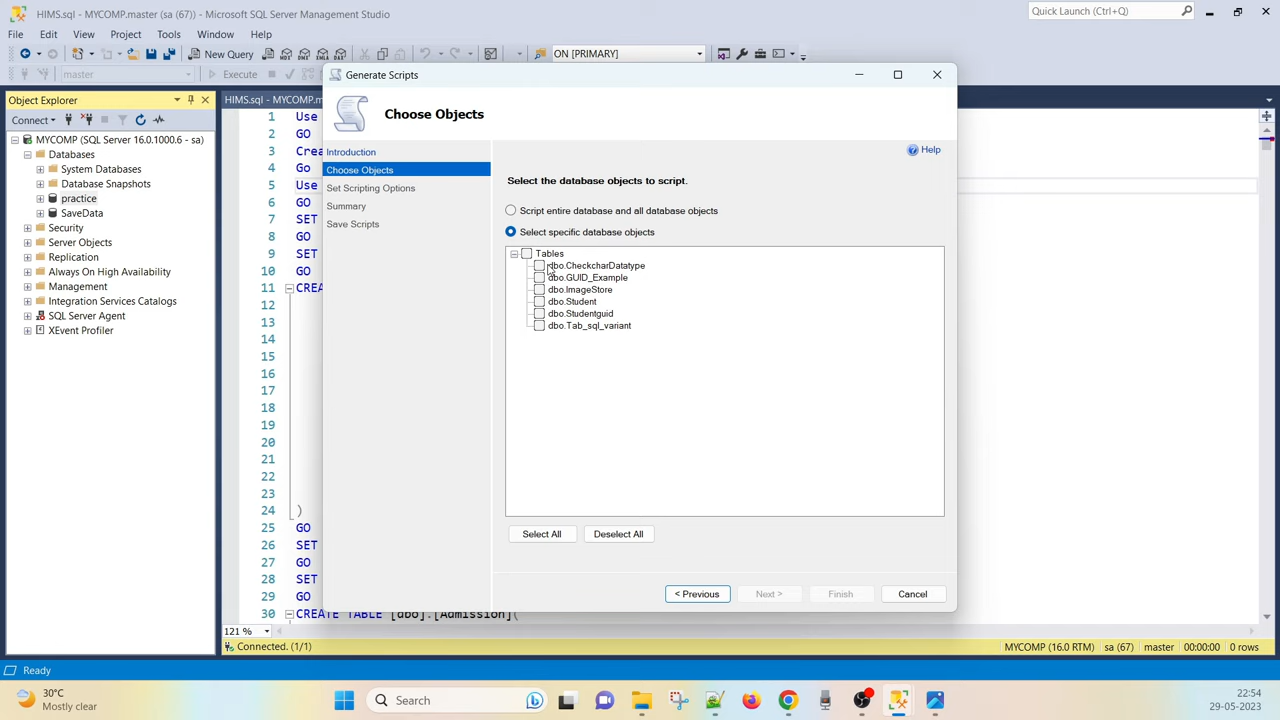 HIMS.sql - MYCOMP.master (sa (67)) - Microsoft SQL Server Management Studio
Quick Launch (Ctrl+Q)
File Edit View Project Tools Window Help
New Query
ON [PRIMARY]
master
Execute
Object Explorer
Connect
MYCOMP (SQL Server 16.0.1000.6 - sa)
Databases
System Databases
Database Snapshots
practice
SaveData
Security
Server Objects
Replication
Always On High Availability
Management
Integration Services Catalogs
SQL Server Agent
XEvent Profiler
HIMS.sql - MYCOMP.m
1 Use
2 GO
3 Crea
4 Go
5 Use
6 GO
7 SET
8 GO
9 SET
10 GO
11 CREA
12
13
14
15
16
17
18
19
20
21
22
23
24 )
25 GO
26 SET
27 GO
28 SET
29 GO
30 CREATE TABLE [dbo].[Admission](
Generate Scripts
Choose Objects
Introduction
Choose Objects
Set Scripting Options
Summary
Save Scripts
Help
Select the database objects to script.
Script entire database and all database objects
Select specific database objects
Tables
dbo.CheckcharDatatype
dbo.GUID_Example
dbo.ImageStore
dbo.Student
dbo.Studentguid
dbo.Tab_sql_variant
Select All Deselect All
< Previous Next > Finish Cancel
121 %
Connected. (1/1)
MYCOMP (16.0 RTM) sa (67) master 00:00:00 0 rows
Ready
30°C
Mostly clear
Search
22:54
29-05-2023